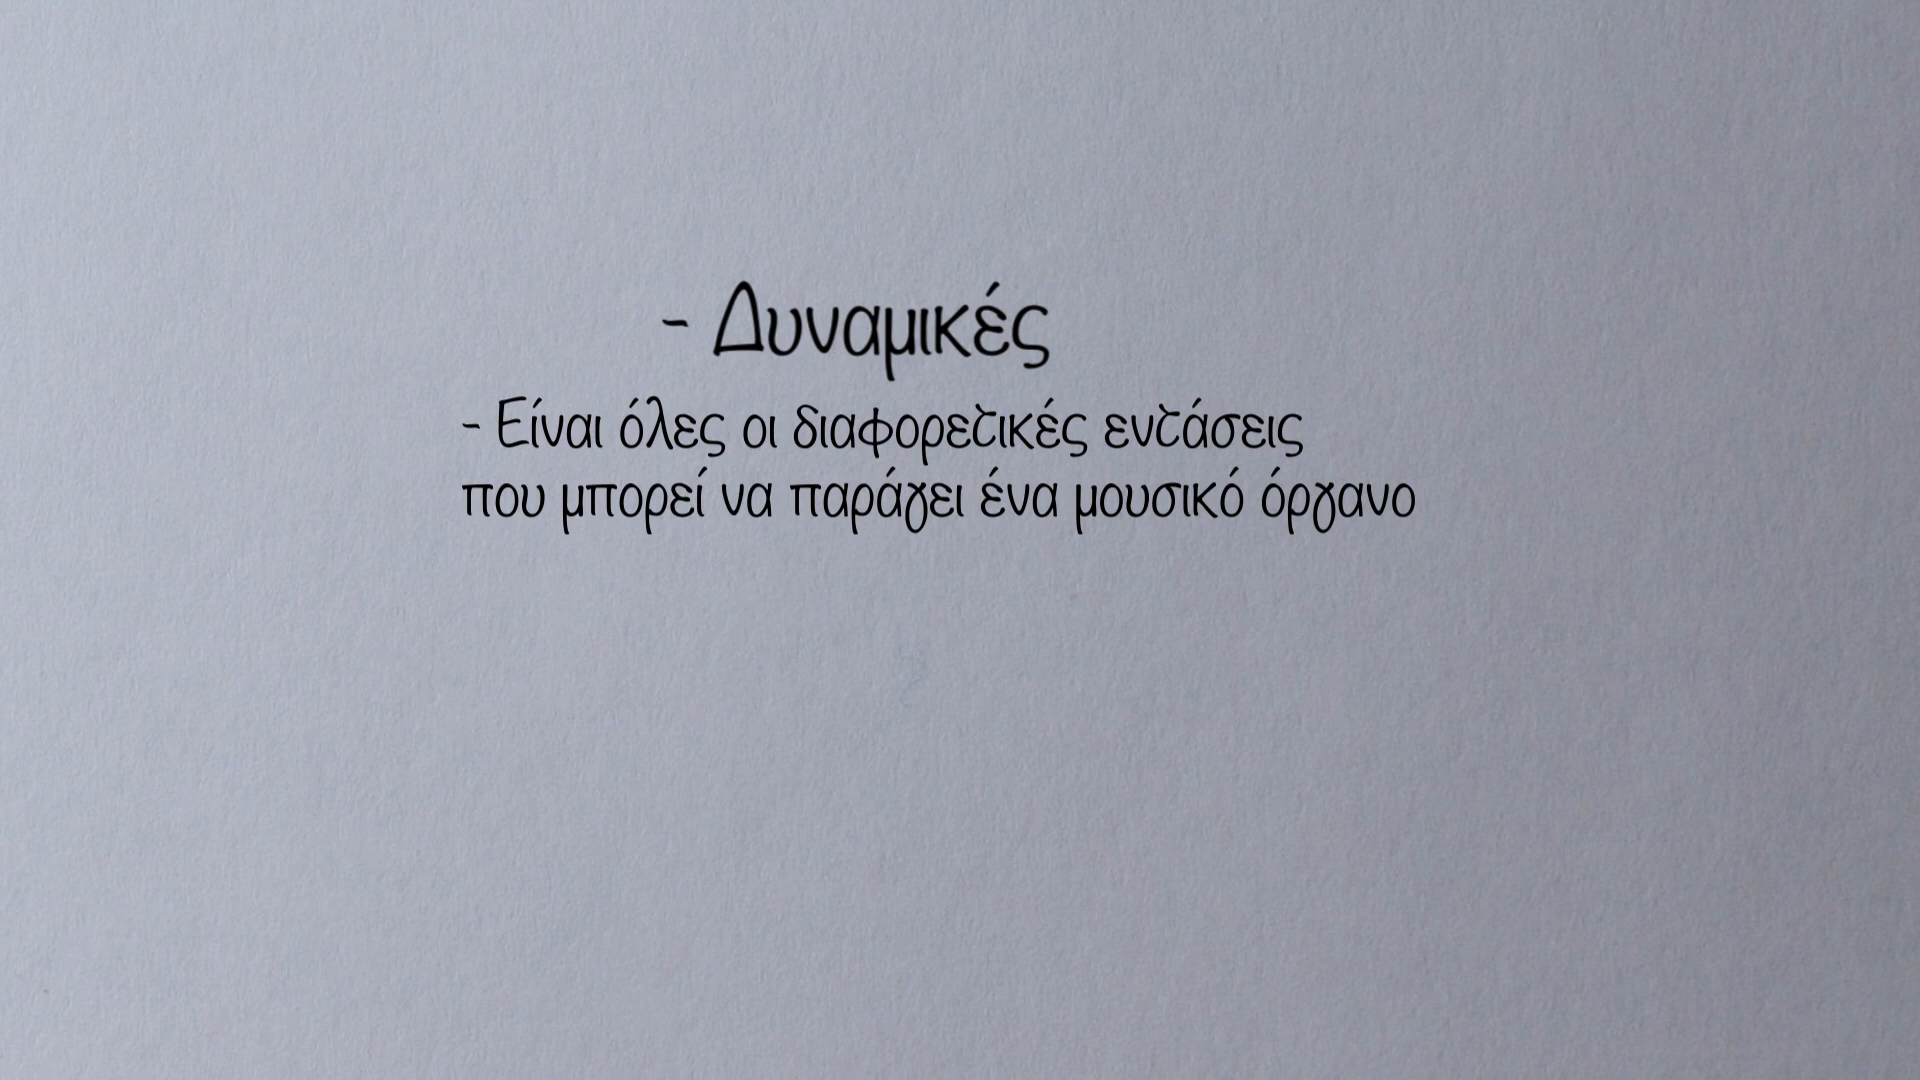 - Δυναμικές
- Είναι όλες οι διαφορετικές εντάσεις
που μπορεί να παράγει ένα μουσικό όργανο